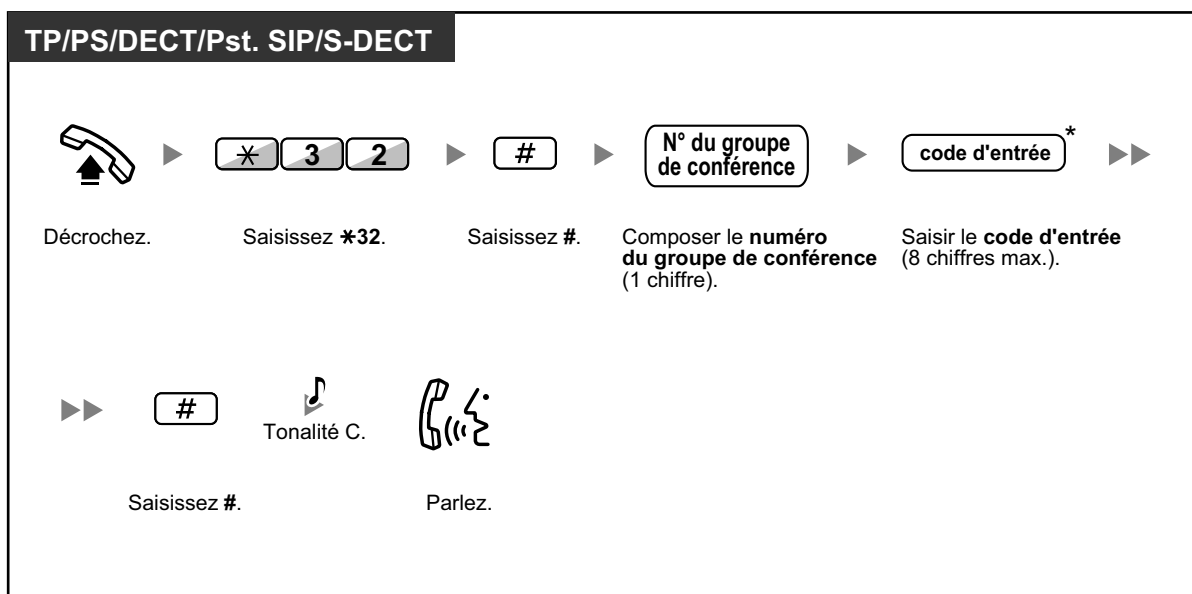 TP/PS/DECT/Pst. SIP/S-DECT
✳ 3 2 # N° du groupe
de conférence code d'entrée *
Décrochez. Saisissez ✳32. Saisissez #. Composer le numéro
du groupe de conférence
(1 chiffre). Saisir le code d'entrée
(8 chiffres max.).
#
Tonalité C.
Saisissez #. Parlez.